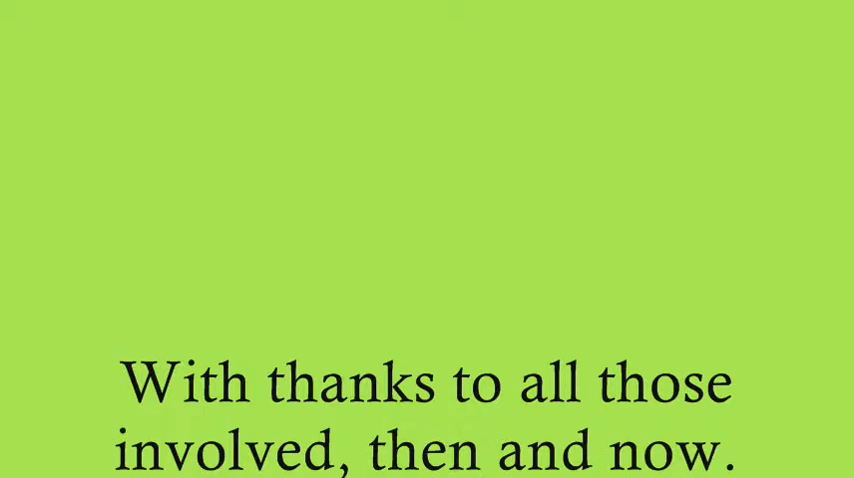 With thanks to all those
involved, then and now.